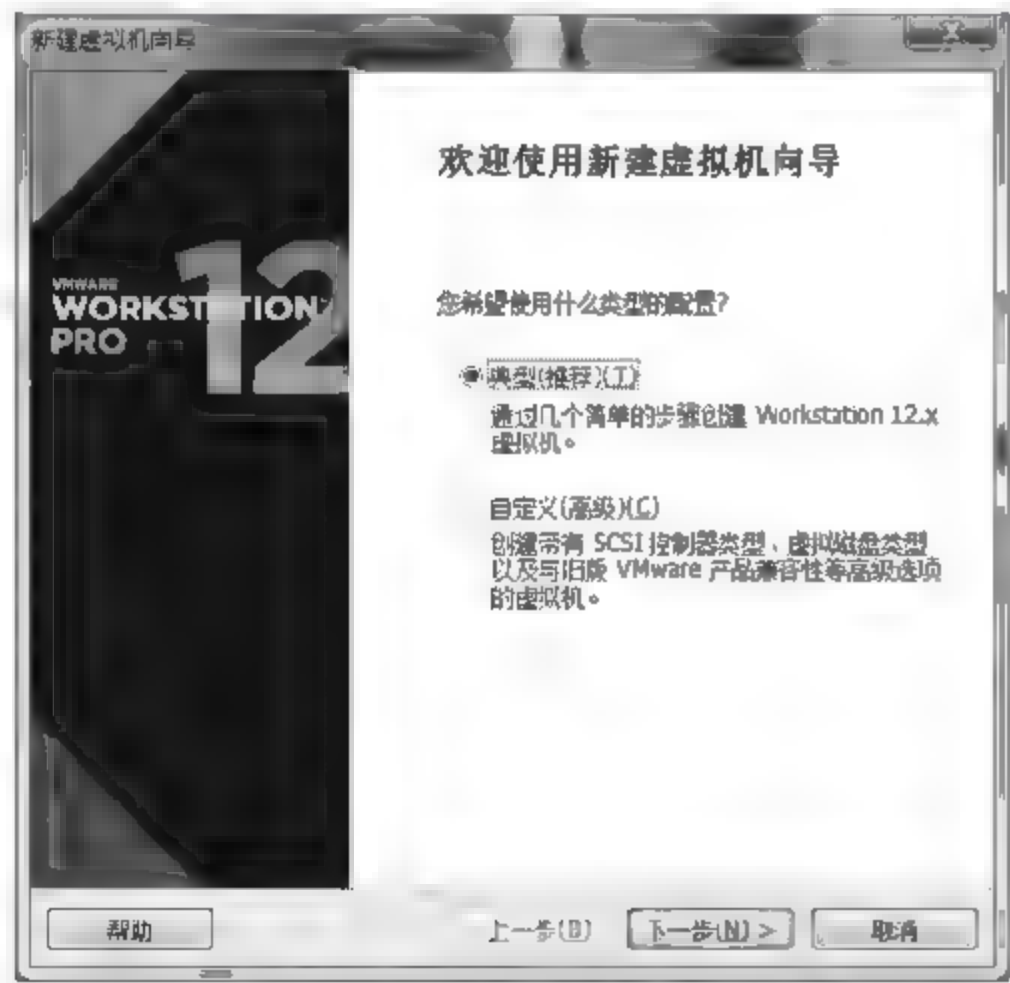 新建虚拟机向导
欢迎使用新建虚拟机向导
VMWARE
WORKSTATION
PRO
12
您希望使用什么类型的配置?
典型(推荐)(T)
通过几个简单的步骤创建 Workstation 12.x
虚拟机。
自定义(高级)(C)
创建带有 SCSI 控制器类型、虚拟磁盘类型
以及与旧版 VMware 产品兼容性等高级选项
的虚拟机。
帮助
上一步(B)
下一步(N) >
取消